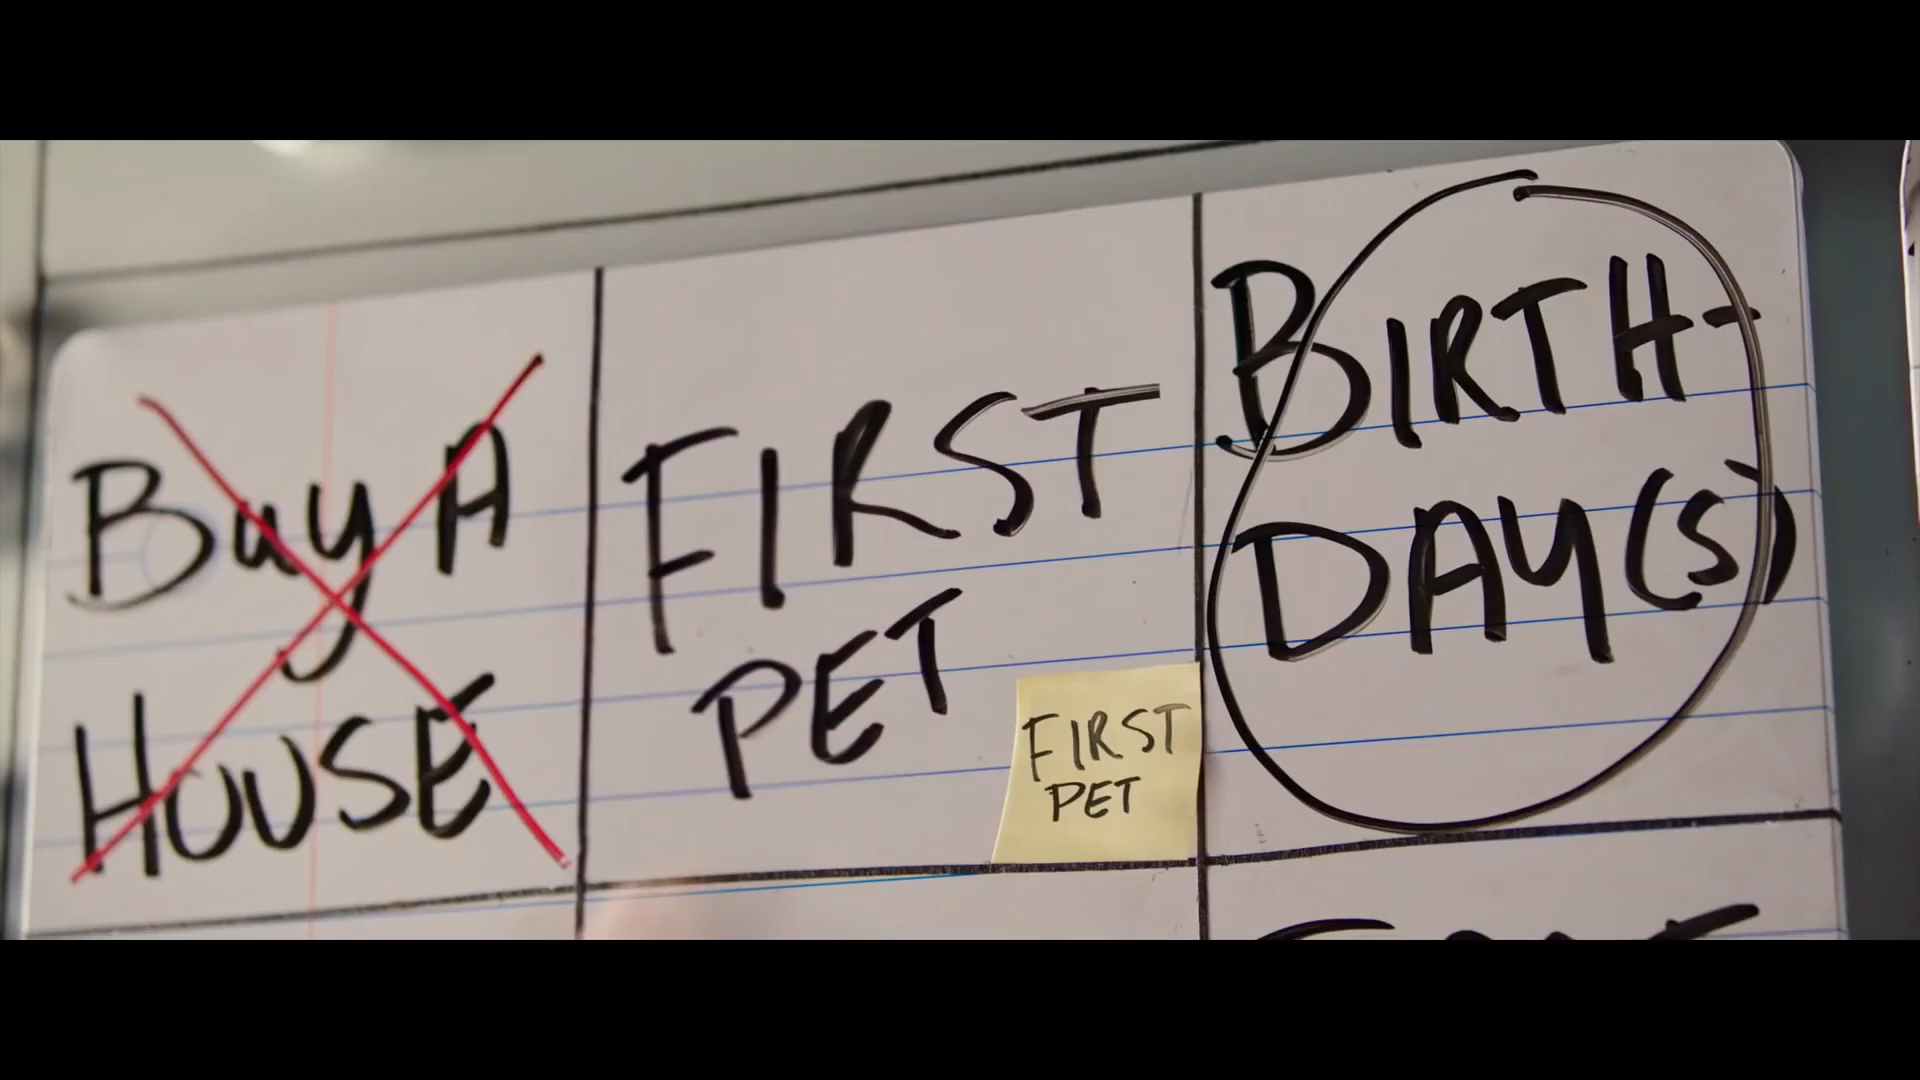 Buy A
HOUSE
FIRST
PET
FIRST
PET
BIRTH-
DAY(S)